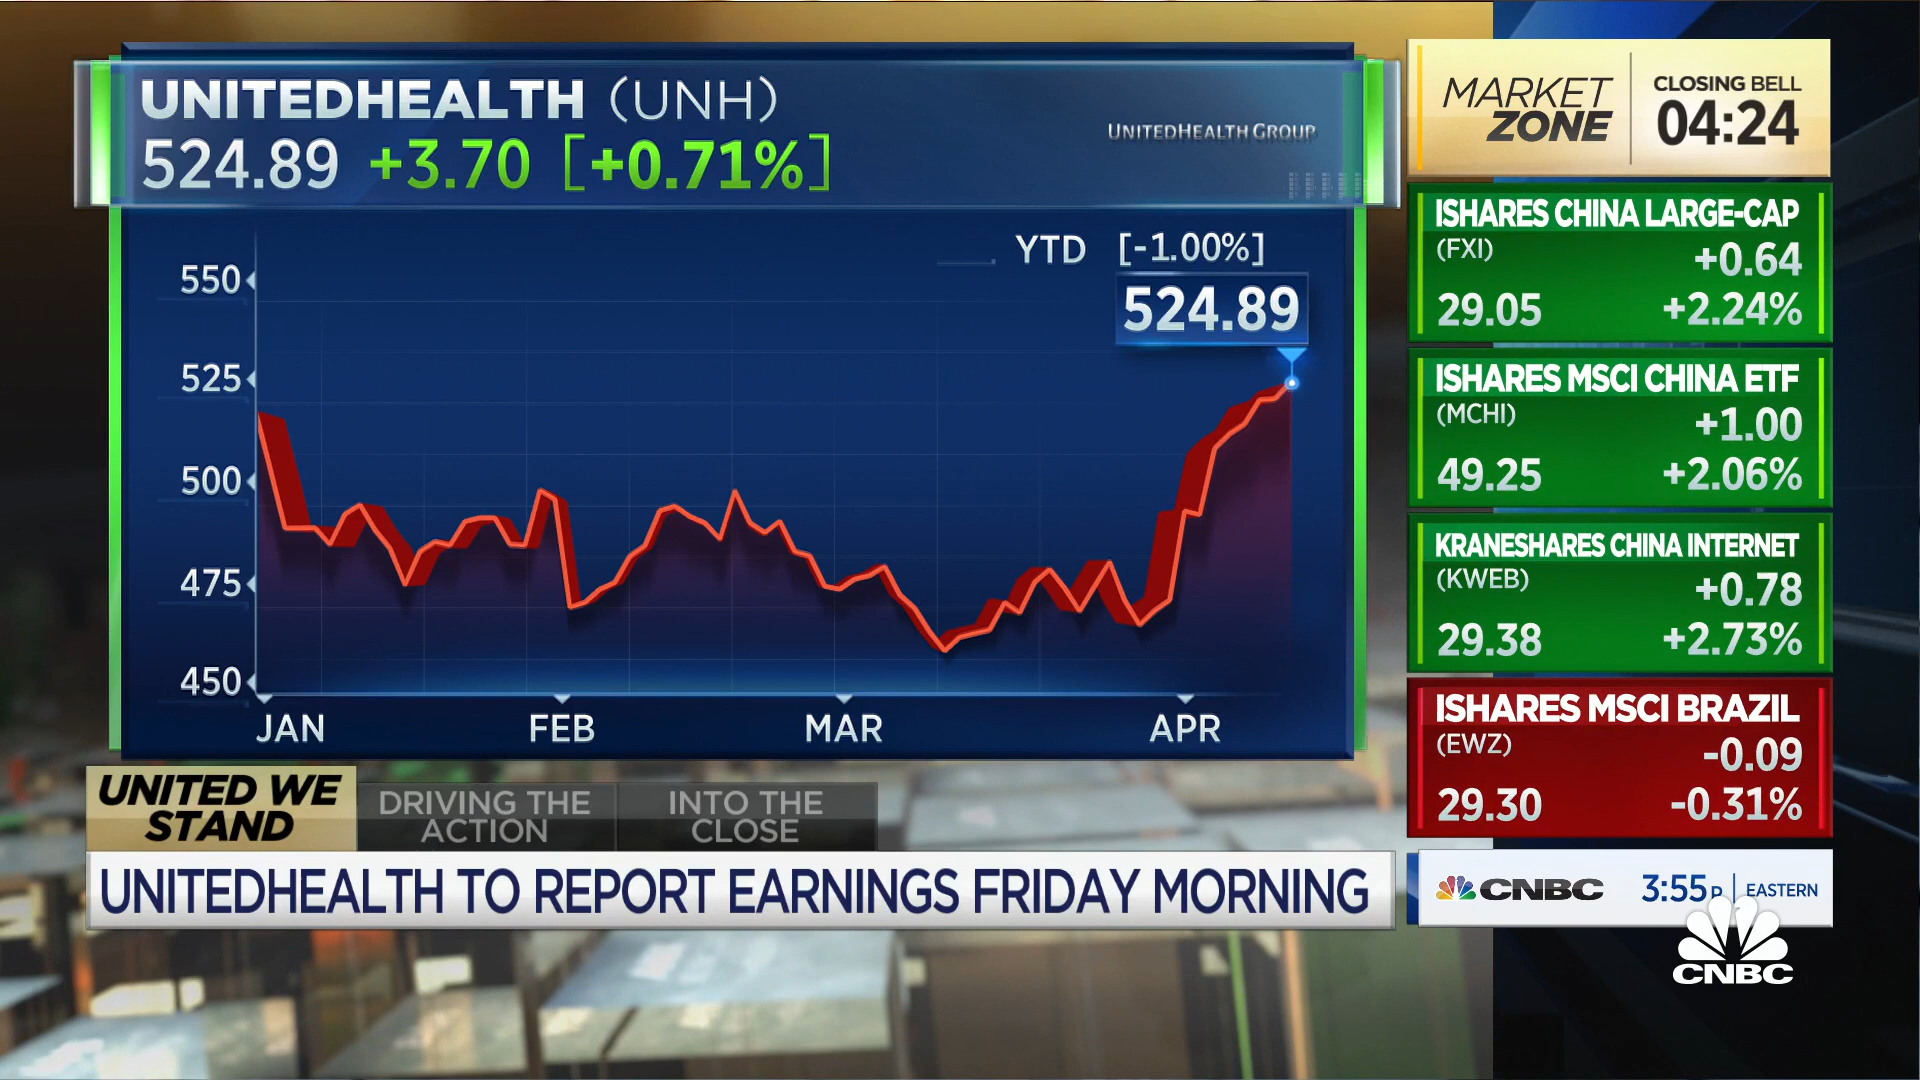 UNITEDHEALTH (UNH)
524.89 +3.70 [+0.71%]
UNITEDHEALTH GROUP
YTD [-1.00%]
524.89
550
525
500
475
450
JAN FEB MAR APR
UNITED WE
STAND
DRIVING THE
ACTION
INTO THE
CLOSE
UNITEDHEALTH TO REPORT EARNINGS FRIDAY MORNING
MARKET
ZONE
CLOSING BELL
04:24
ISHARES CHINA LARGE-CAP
(FXI) +0.64
29.05 +2.24%
ISHARES MSCI CHINA ETF
(MCHI) +1.00
49.25 +2.06%
KRANESHARES CHINA INTERNET
(KWEB) +0.78
29.38 +2.73%
ISHARES MSCI BRAZIL
(EWZ) -0.09
29.30 -0.31%
CNBC 3:55P EASTERN
CNBC